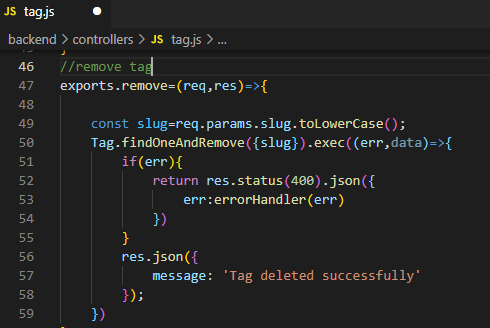 JS tag.js
backend > controllers > JS tag.js > ...
46 //remove tag
47 exports.remove=(req,res)=>{
48
49 const slug=req.params.slug.toLowerCase();
50 Tag.findOneAndRemove({slug}).exec((err,data)=>{
51 if(err){
52 return res.status(400).json({
53 err:errorHandler(err)
54 })
55 }
56 res.json({
57 message: 'Tag deleted successfully'
58 });
59 })